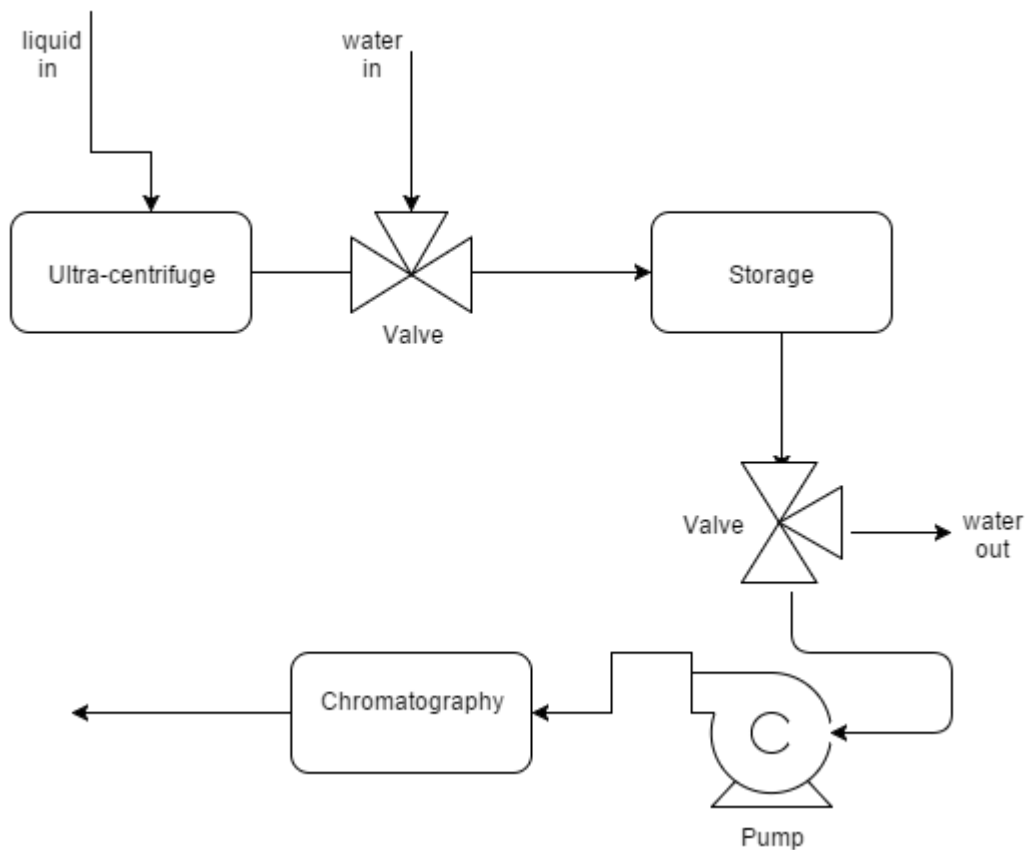 liquid
in
water
in
Ultra-centrifuge
Valve
Storage
Valve
water
out
Chromatography
Pump